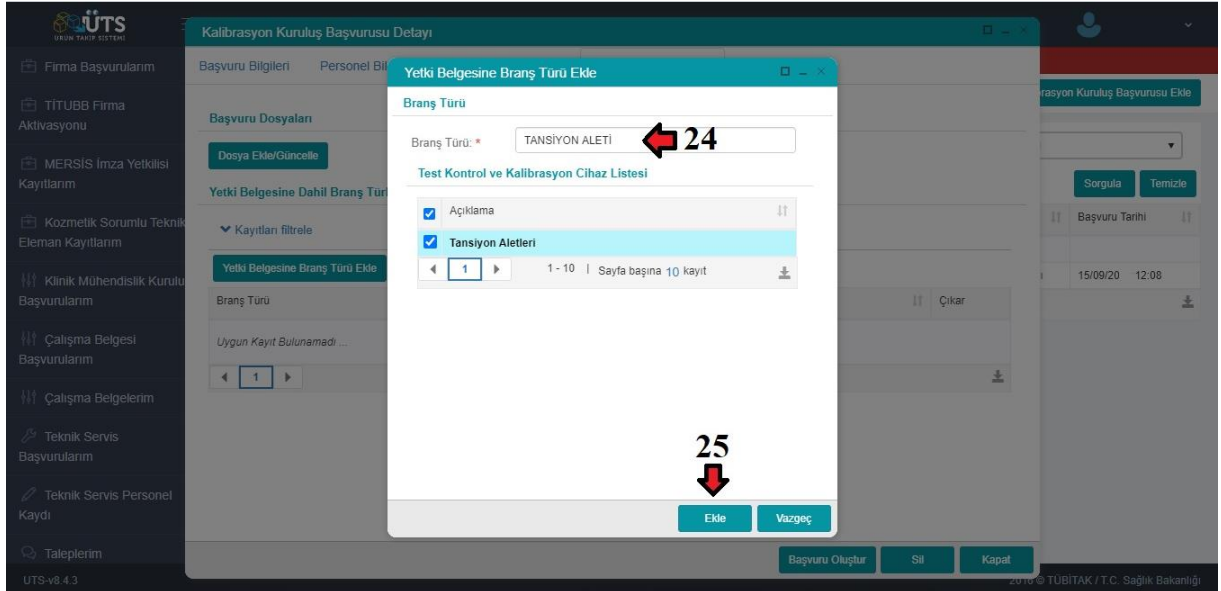 ÜTS
ÜRÜN TAKİP SİSTEMİ
Firma Başvurularım
TİTUBB Firma
Aktivasyonu
MERSİS İmza Yetkilisi
Kayıtlarım
Kozmetik Sorumlu Teknik
Eleman Kayıtlarım
Klinik Mühendislik Kurulu
Başvurularım
Çalışma Belgesi
Başvurularım
Çalışma Belgelerim
Teknik Servis
Başvurularım
Teknik Servis Personel
Kaydı
Taleplerim
UTS-v8.4.3
Kalibrasyon Kuruluş Başvurusu Detayı
Başvuru Bilgileri
Personel Bil
Başvuru Dosyaları
Dosya Ekle/Güncelle
Yetki Belgesine Dahil Branş Türl
Kayıtları filtrele
Yetki Belgesine Branş Türü Ekle
Branş Türü
Çıkar
Uygun Kayıt Bulunamadı ...
1
Yetki Belgesine Branş Türü Ekle
Branş Türü
Branş Türü: * TANSİYON ALETİ 24
Test Kontrol ve Kalibrasyon Cihaz Listesi
Açıklama
Tansiyon Aletleri
1 1 - 10 | Sayfa başına 10 kayıt
25
Ekle Vazgeç
Başvuru Oluştur Sil Kapat
rasyon Kuruluş Başvurusu Ekle
Sorgula Temizle
Başvuru Tarihi
15/09/20 12:08
2016 © TÜBİTAK / T.C. Sağlık Bakanlığı